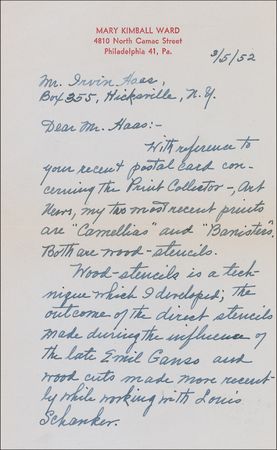 MARY KIMBALL WARD
4810 North Camac Street
Philadelphia 41, Pa.
3/5/52
Mr. Irvin Haas,
Box 355, Hicksville, N.Y.
Dear Mr. Haas:-
With reference to
your recent postal card con-
cerning the Print Collector -, Art
News, my two most recent prints
are "Camellias" and "Banisters".
Both are wood-stencils.
Wood-stencils is a tech-
nique which I developed; the
outcome of the direct stencils
made during the influence of
the late Emil Ganso and
wood cuts made more recent-
ly while working with Louis
Schanker.